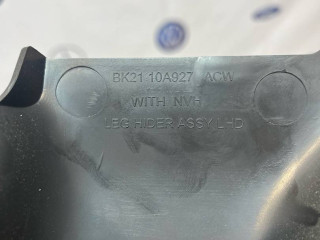 BK21 10A927 ACW
WITH NVH
LEG HIDER ASSY LHD